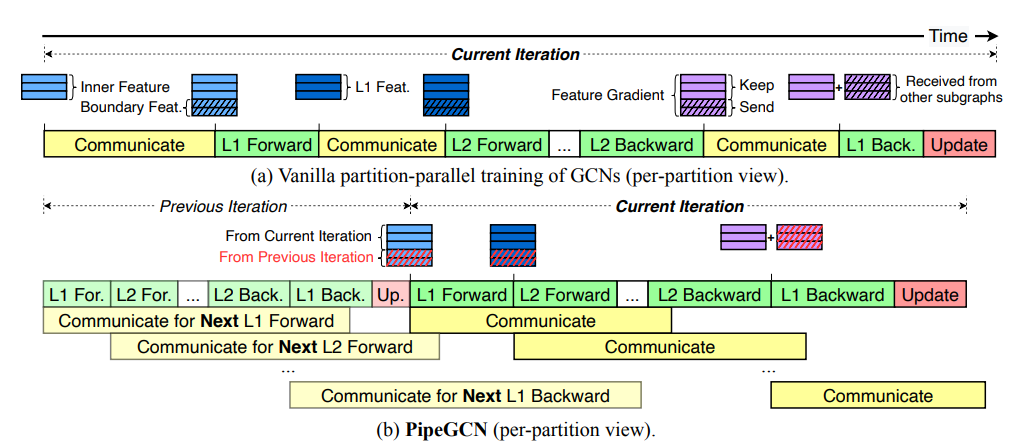 Time
Current Iteration
Inner Feature
Boundary Feat.
L1 Feat.
Feature Gradient
Keep
Send
+
Received from
other subgraphs
Communicate
L1 Forward
Communicate
L2 Forward
...
L2 Backward
Communicate
L1 Back.
Update
(a) Vanilla partition-parallel training of GCNs (per-partition view).
Previous Iteration
Current Iteration
From Current Iteration
From Previous Iteration
+
L1 For.
L2 For.
...
L2 Back.
L1 Back.
Up.
L1 Forward
L2 Forward
...
L2 Backward
L1 Backward
Update
Communicate for Next L1 Forward
Communicate
Communicate for Next L2 Forward
Communicate
...
...
Communicate for Next L1 Backward
Communicate
(b) PipeGCN (per-partition view).